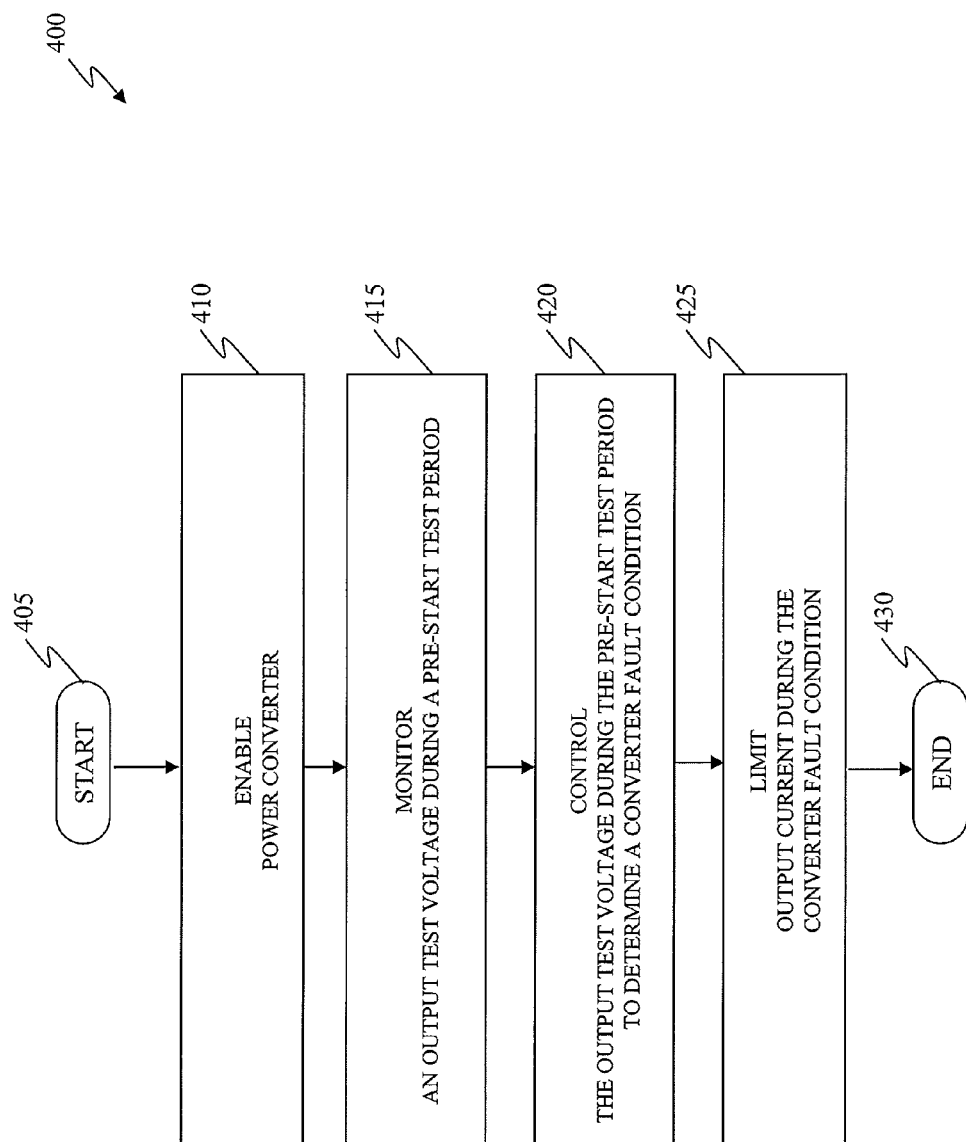 400
START
405
ENABLE
POWER CONVERTER
410
MONITOR
AN OUTPUT TEST VOLTAGE DURING A PRE-START TEST PERIOD
415
CONTROL
THE OUTPUT TEST VOLTAGE DURING THE PRE-START TEST PERIOD
TO DETERMINE A CONVERTER FAULT CONDITION
420
LIMIT
OUTPUT CURRENT DURING THE
CONVERTER FAULT CONDITION
425
END
430